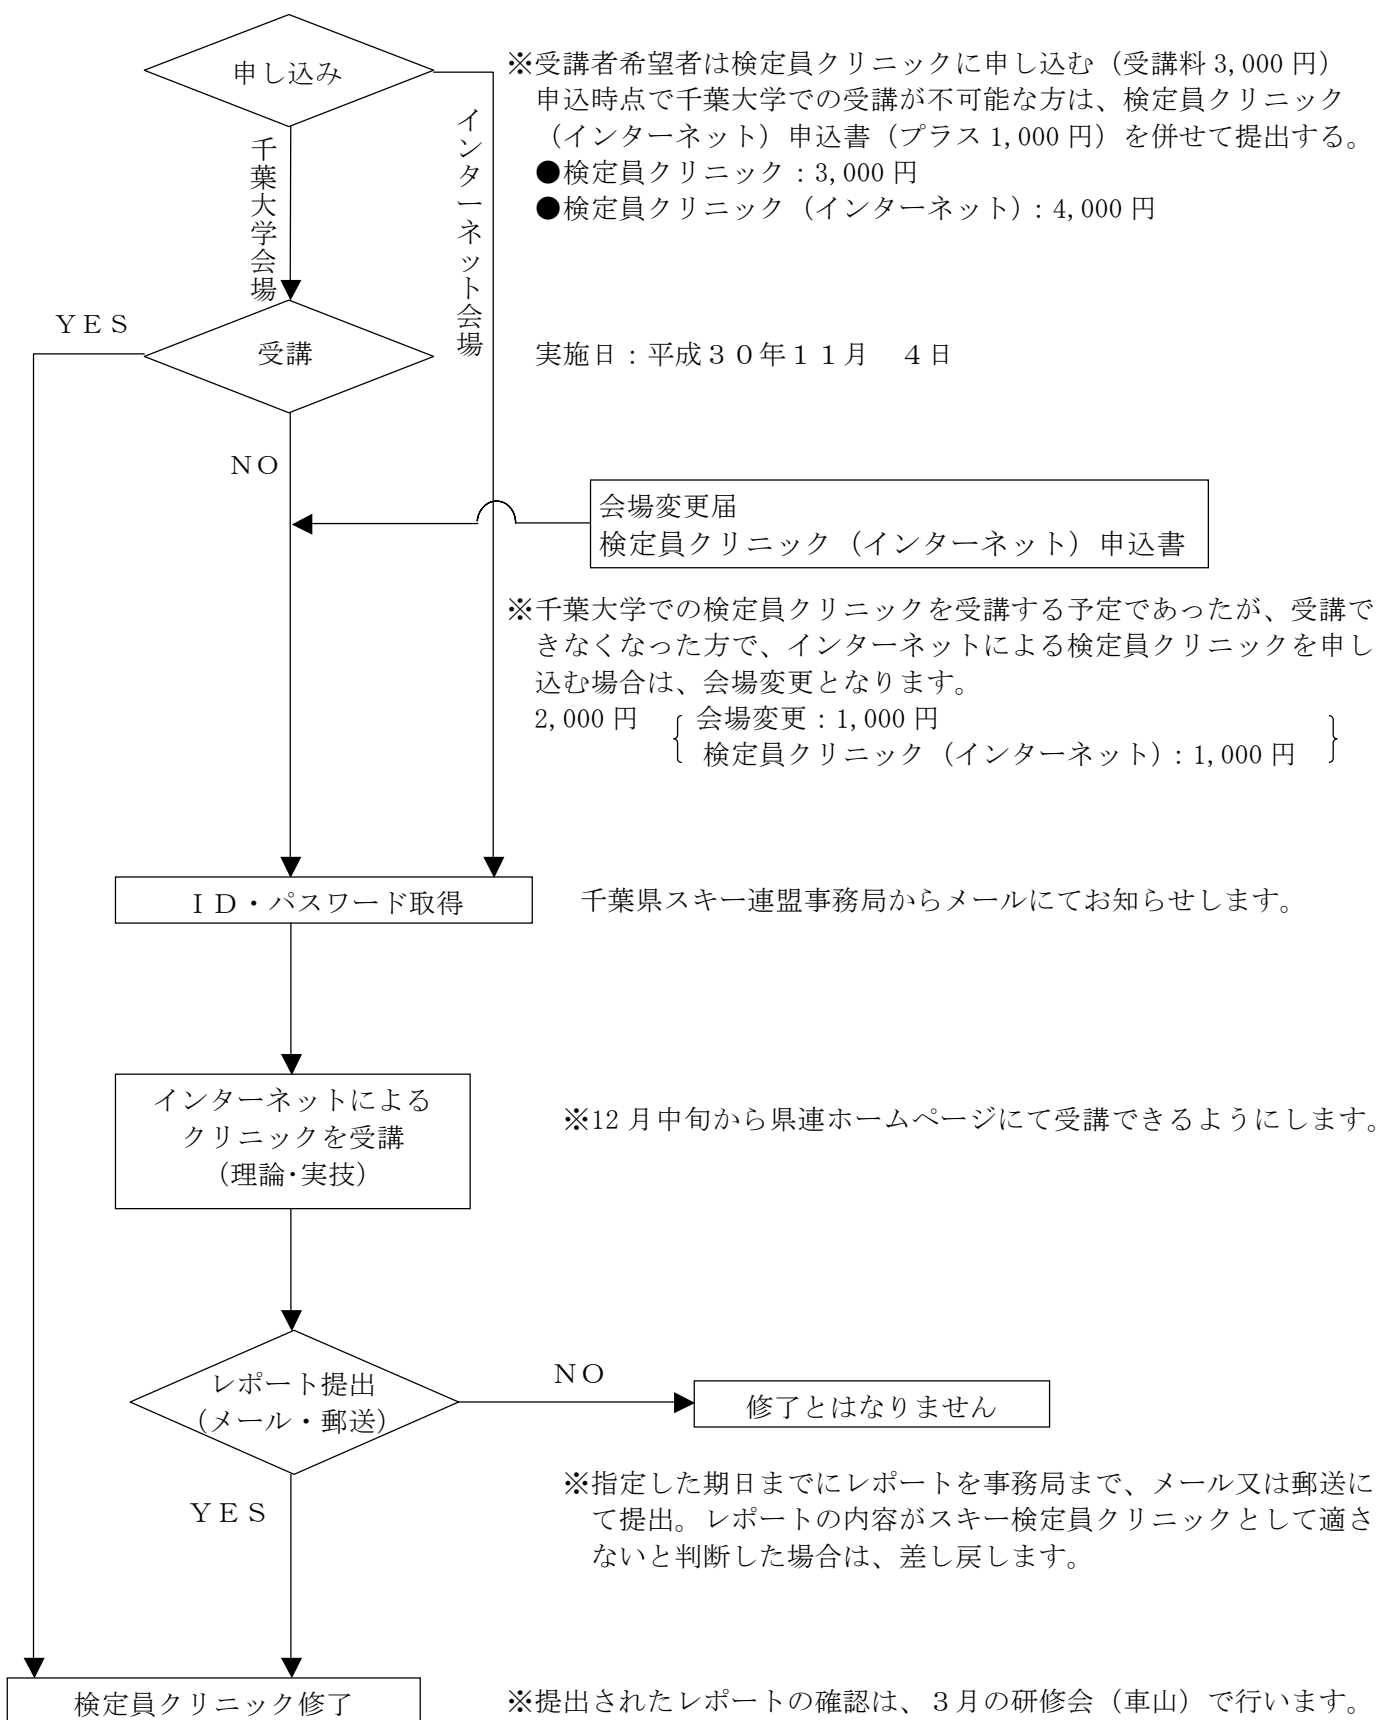 申し込み
※受講者希望者は検定員クリニックに申し込む（受講料 3,000 円）
申込時点で千葉大学での受講が不可能な方は、検定員クリニック
（インターネット）申込書（プラス 1,000 円）を併せて提出する。
●検定員クリニック：3,000 円
●検定員クリニック（インターネット）：4,000 円
千葉大学会場
インターネット会場
ＹＥＳ
受講
実施日：平成３０年１１月　４日
ＮＯ
会場変更届
検定員クリニック（インターネット）申込書
※千葉大学での検定員クリニックを受講する予定であったが、受講で
きなくなった方で、インターネットによる検定員クリニックを申し
込む場合は、会場変更となります。
2,000 円 ｛ 会場変更：1,000 円
検定員クリニック（インターネット）：1,000 円 ｝
ＩＤ・パスワード取得
千葉県スキー連盟事務局からメールにてお知らせします。
インターネットによる
クリニックを受講
（理論・実技）
※12 月中旬から県連ホームページにて受講できるようにします。
レポート提出
（メール・郵送）
ＮＯ
修了とはなりません
※指定した期日までにレポートを事務局まで、メール又は郵送に
て提出。レポートの内容がスキー検定員クリニックとして適さ
ないと判断した場合は、差し戻します。
ＹＥＳ
検定員クリニック修了
※提出されたレポートの確認は、３月の研修会（車山）で行います。